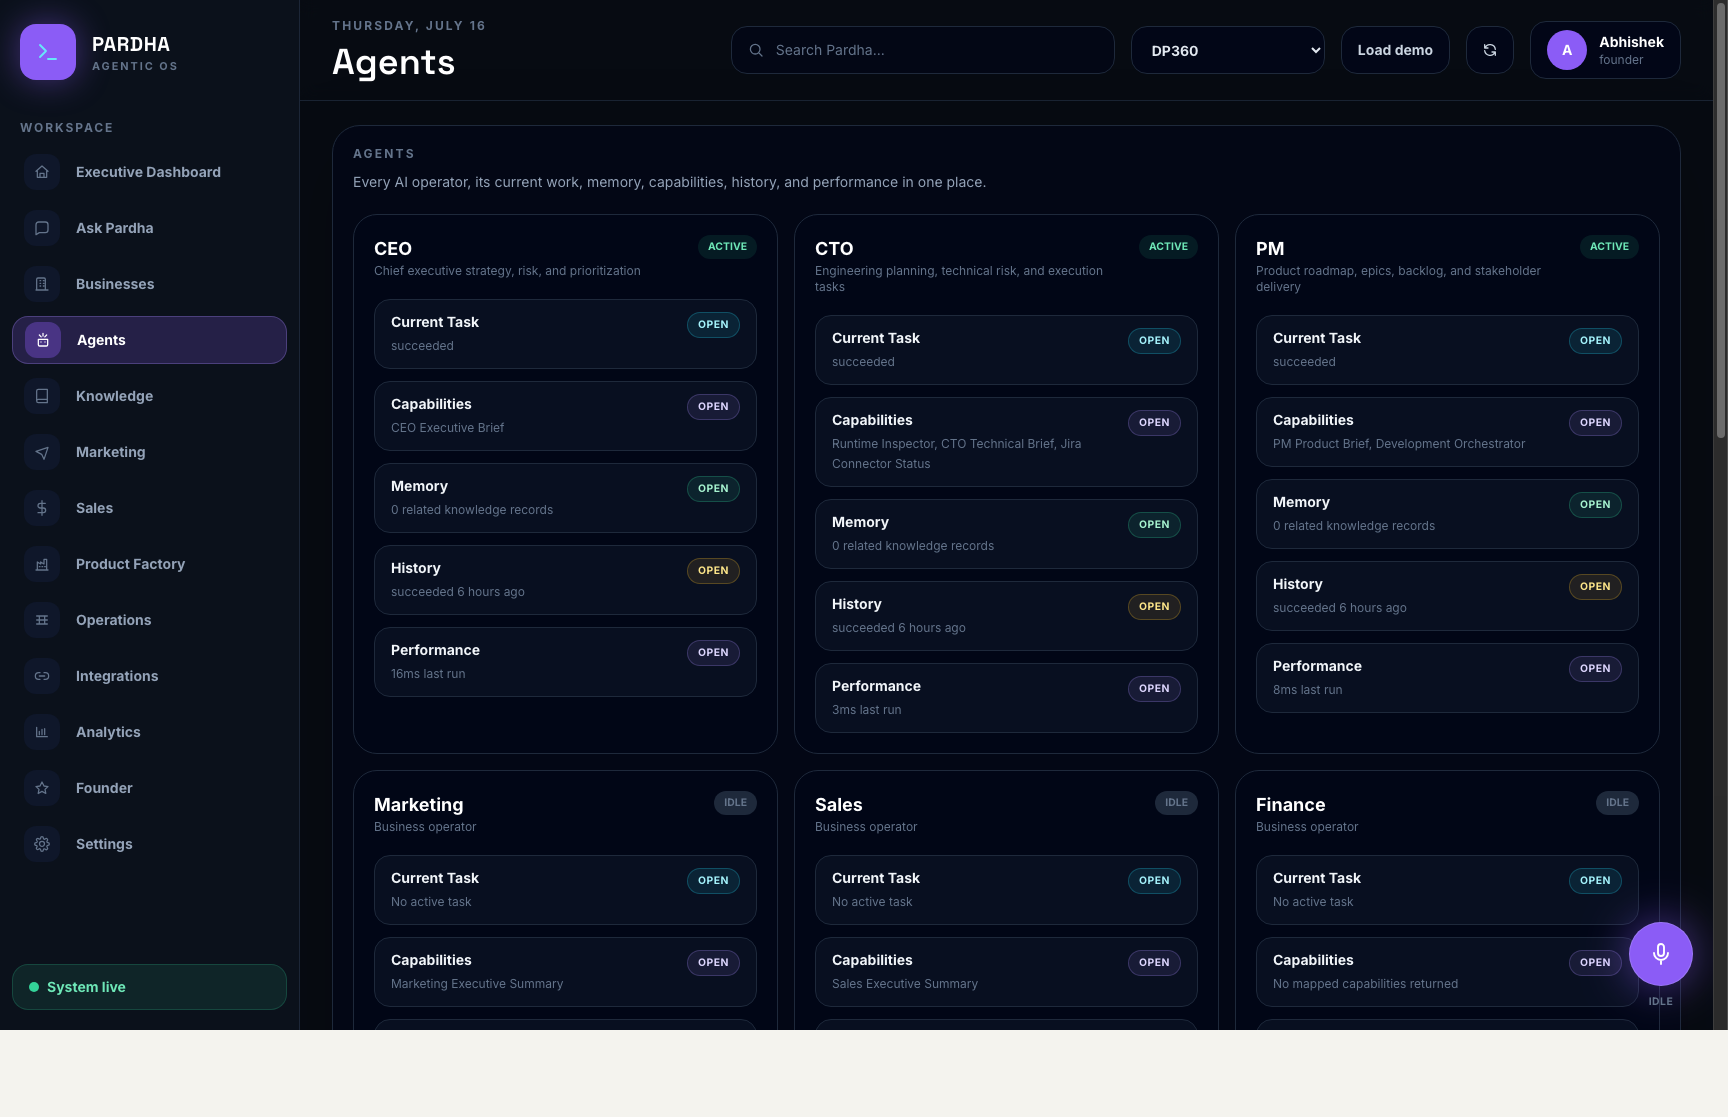 PARDHA
AGENTIC OS
WORKSPACE
Executive Dashboard
Ask Pardha
Businesses
Agents
Knowledge
Marketing
Sales
Product Factory
Operations
Integrations
Analytics
Founder
Settings
System live
THURSDAY, JULY 16
Agents
Search Pardha...
DP360
Load demo
A
Abhishek
founder
AGENTS
Every AI operator, its current work, memory, capabilities, history, and performance in one place.
CEO
ACTIVE
Chief executive strategy, risk, and prioritization
Current Task
OPEN
succeeded
Capabilities
OPEN
CEO Executive Brief
Memory
OPEN
0 related knowledge records
History
OPEN
succeeded 6 hours ago
Performance
OPEN
16ms last run
CTO
ACTIVE
Engineering planning, technical risk, and execution
tasks
Current Task
OPEN
succeeded
Capabilities
OPEN
Runtime Inspector, CTO Technical Brief, Jira
Connector Status
Memory
OPEN
0 related knowledge records
History
OPEN
succeeded 6 hours ago
Performance
OPEN
3ms last run
PM
ACTIVE
Product roadmap, epics, backlog, and stakeholder
delivery
Current Task
OPEN
succeeded
Capabilities
OPEN
PM Product Brief, Development Orchestrator
Memory
OPEN
0 related knowledge records
History
OPEN
succeeded 6 hours ago
Performance
OPEN
8ms last run
Marketing
IDLE
Business operator
Current Task
OPEN
No active task
Capabilities
OPEN
Marketing Executive Summary
Sales
IDLE
Business operator
Current Task
OPEN
No active task
Capabilities
OPEN
Sales Executive Summary
Finance
IDLE
Business operator
Current Task
OPEN
No active task
Capabilities
OPEN
No mapped capabilities returned
IDLE